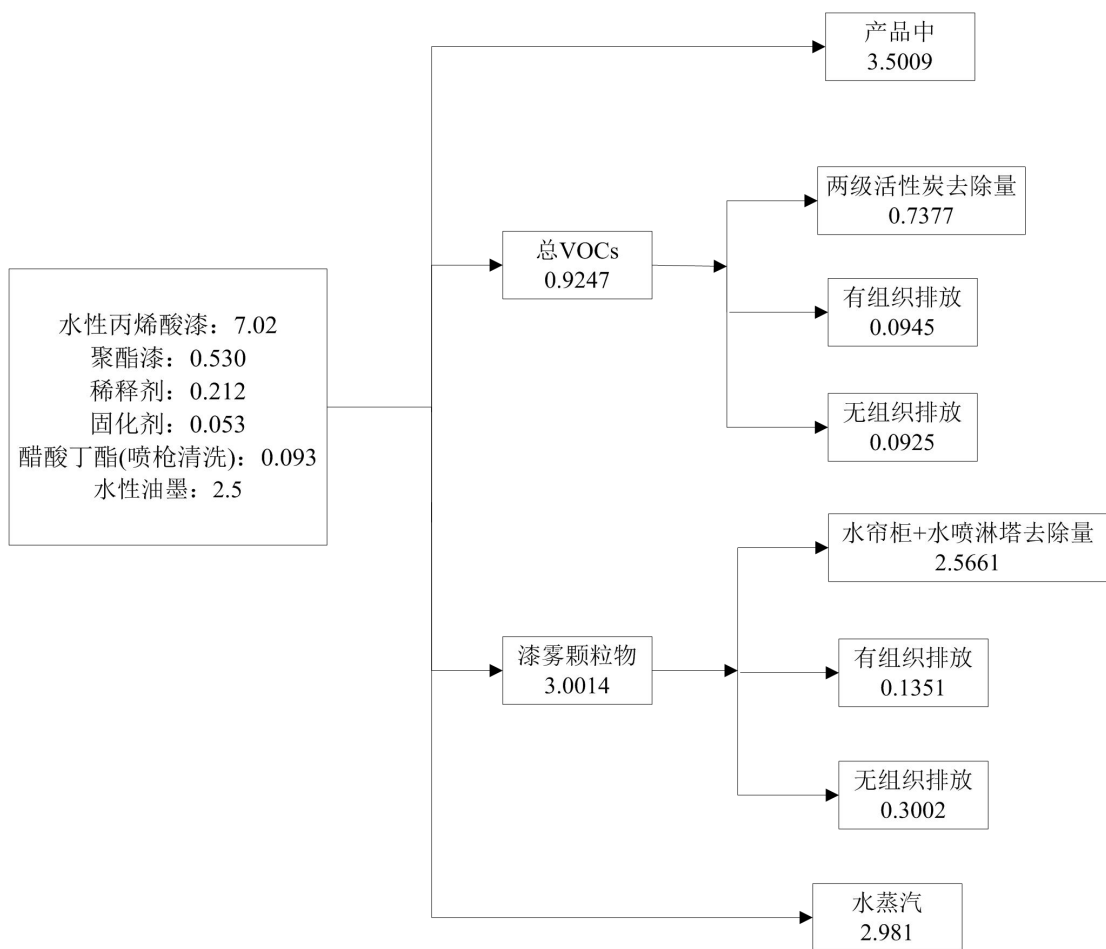 水性丙烯酸漆：7.02
聚酯漆：0.530
稀释剂：0.212
固化剂：0.053
醋酸丁酯(喷枪清洗)：0.093
水性油墨：2.5
产品中
3.5009
总VOCs
0.9247
两级活性炭去除量
0.7377
有组织排放
0.0945
无组织排放
0.0925
漆雾颗粒物
3.0014
水帘柜+水喷淋塔去除量
2.5661
有组织排放
0.1351
无组织排放
0.3002
水蒸汽
2.981